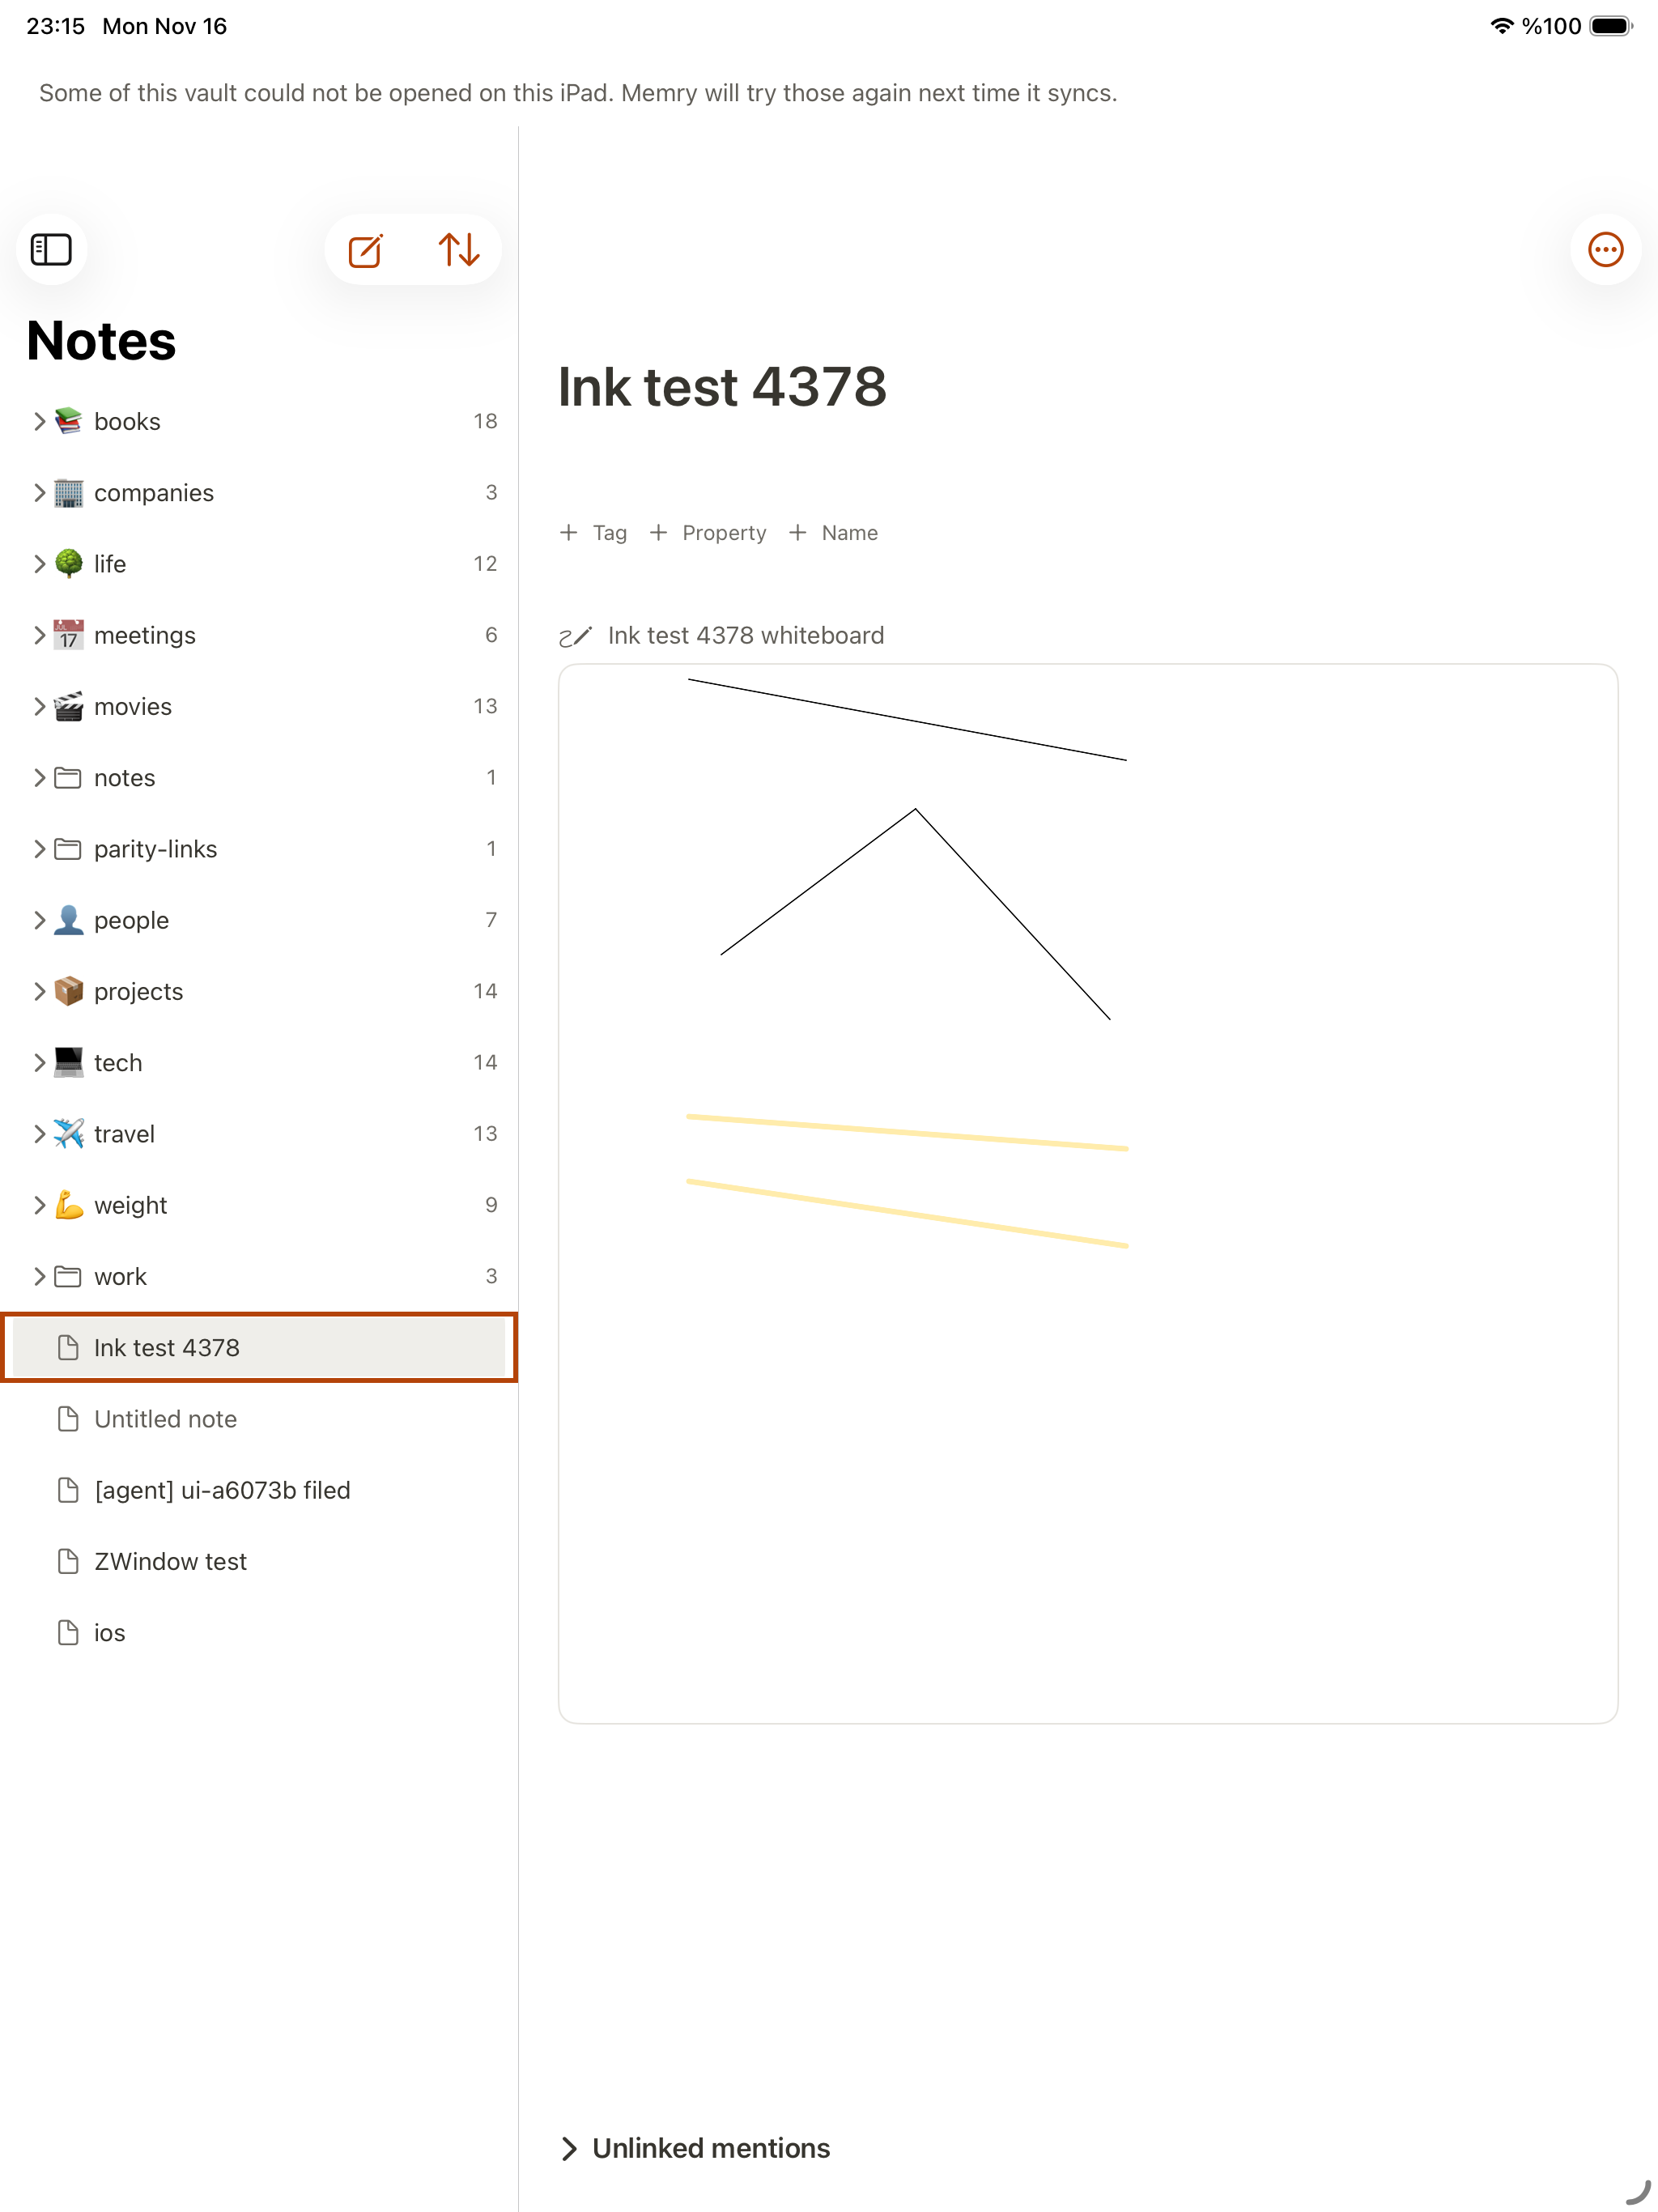 23:15 Mon Nov 16 %100
Some of this vault could not be opened on this iPad. Memry will try those again next time it syncs.
Notes
books 18
companies 3
life 12
JUL 17 meetings 6
movies 13
notes 1
parity-links 1
people 7
projects 14
tech 14
travel 13
weight 9
work 3
Ink test 4378
Untitled note
[agent] ui-a6073b filed
ZWindow test
ios
Ink test 4378
+ Tag + Property + Name
Ink test 4378 whiteboard
Unlinked mentions